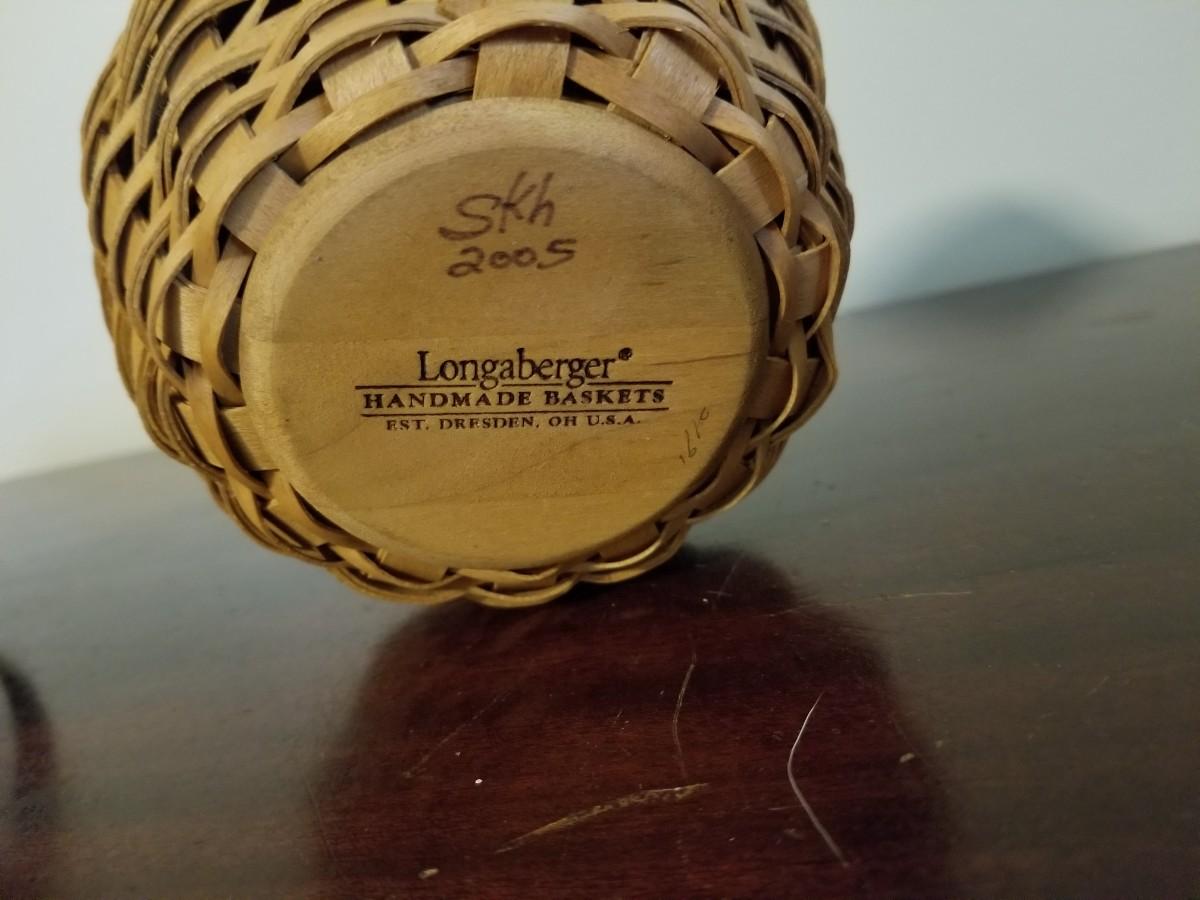 Skh
2005
Longaberger®
HANDMADE BASKETS
EST. DRESDEN, OH U.S.A.